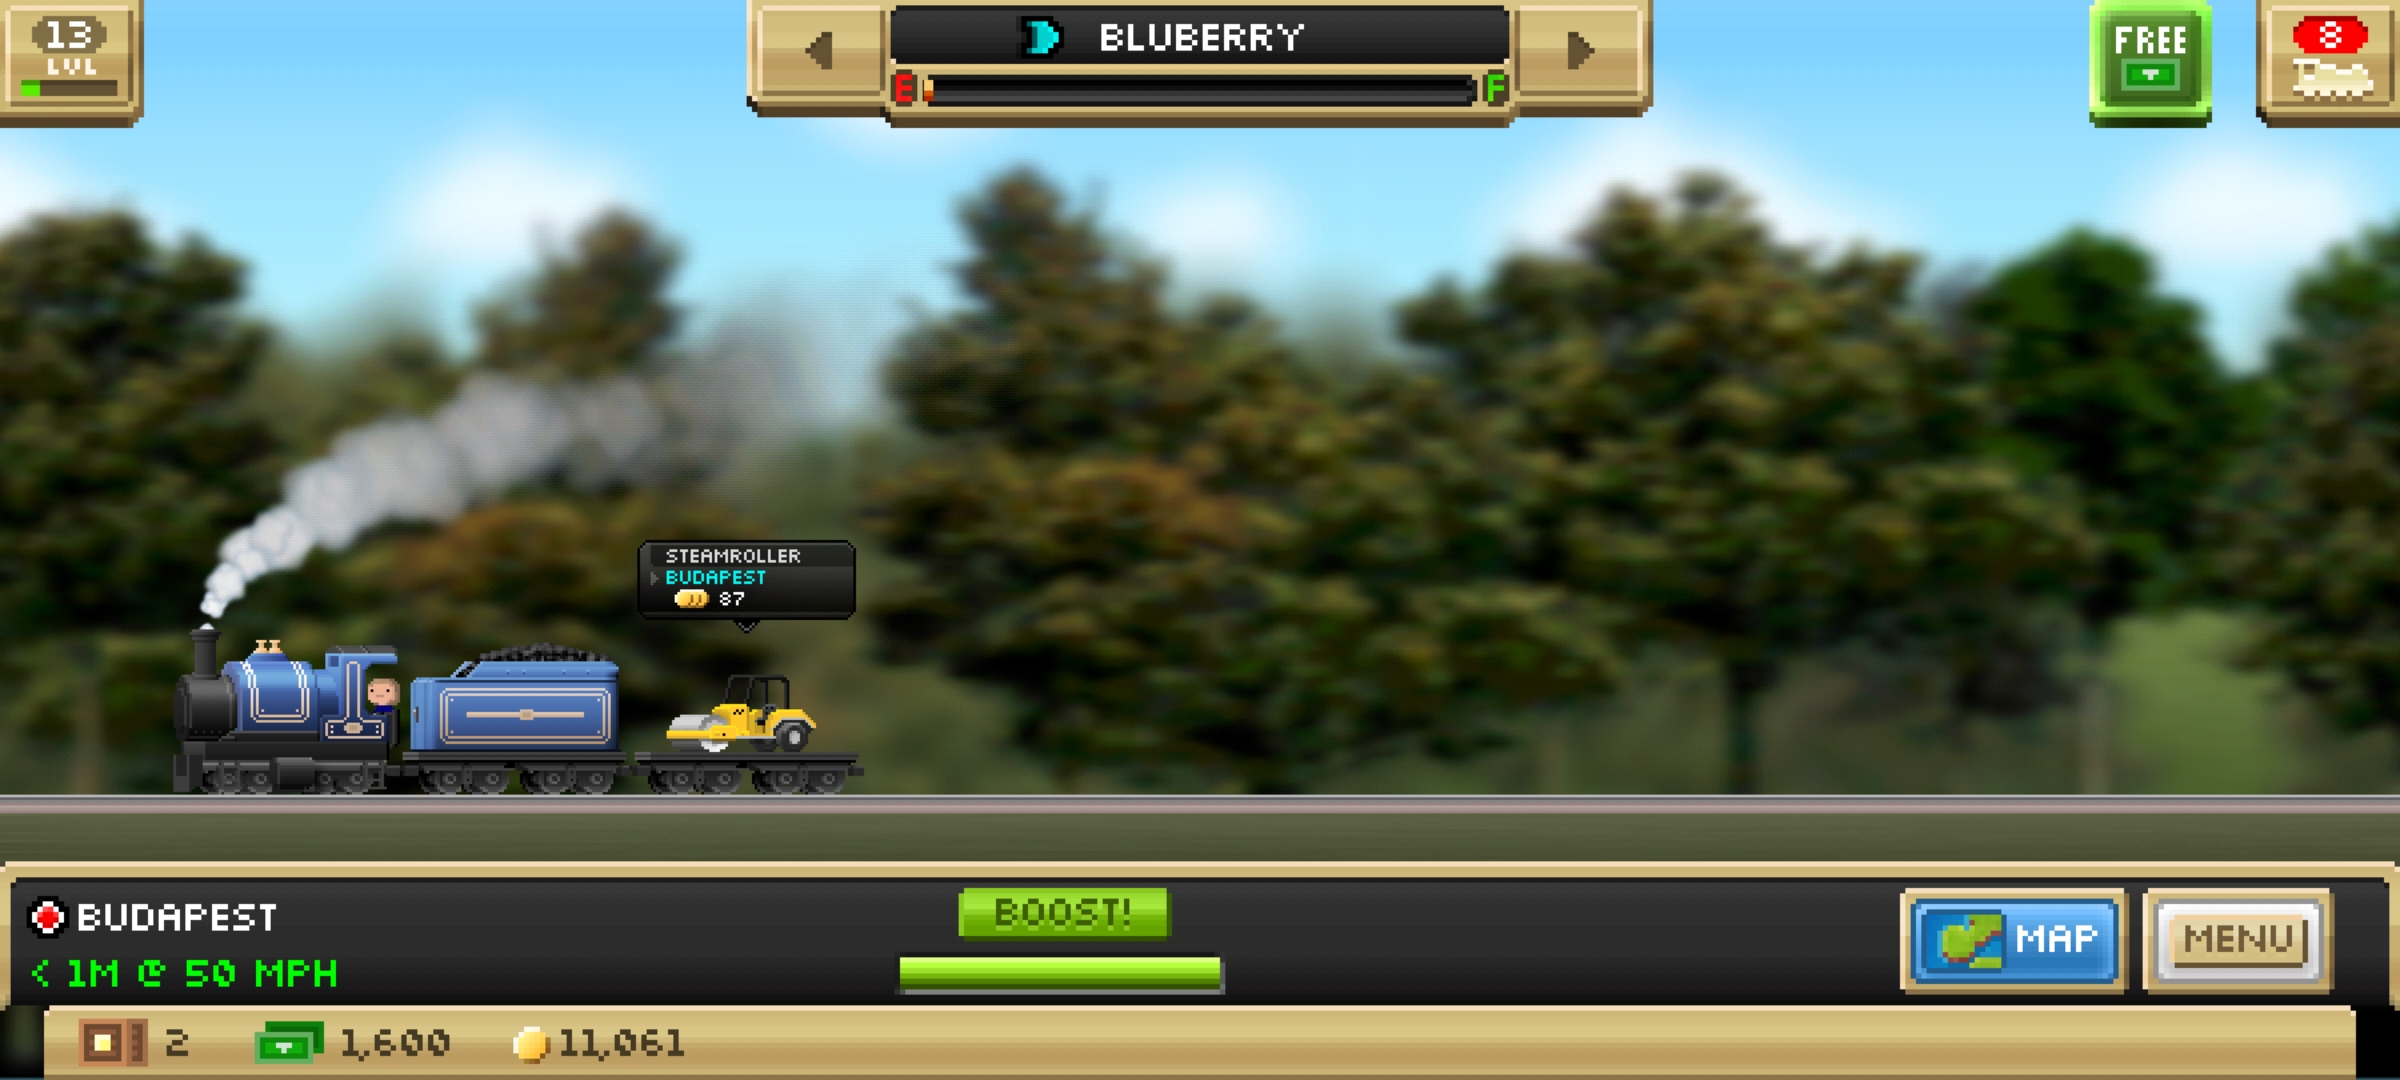 13
LVL
BLUBERRY
E F
FREE
8
STEAMROLLER
BUDAPEST
87
BUDAPEST
< 1M @ 50 MPH
BOOST!
MAP
MENU
2 1,600 11,061